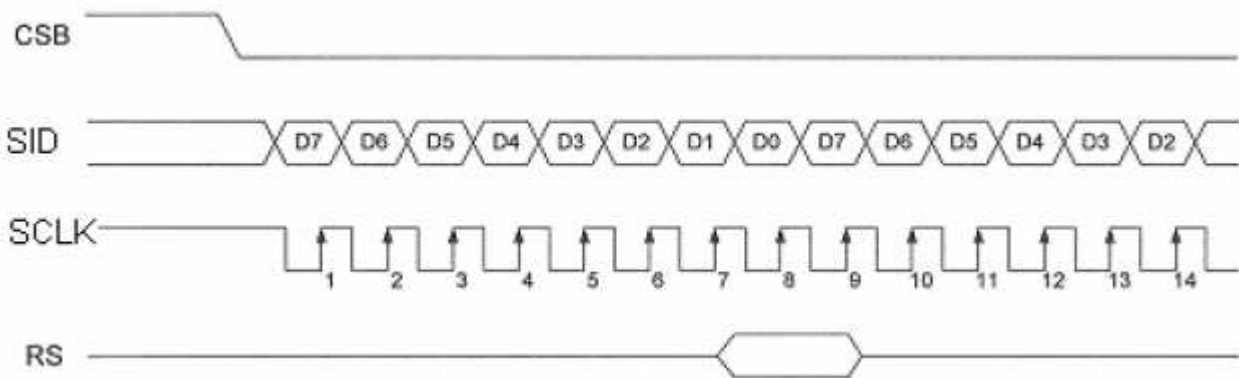 CSB
SID D7 D6 D5 D4 D3 D2 D1 D0 D7 D6 D5 D4 D3 D2
SCLK
1 2 3 4 5 6 7 8 9 10 11 12 13 14
RS